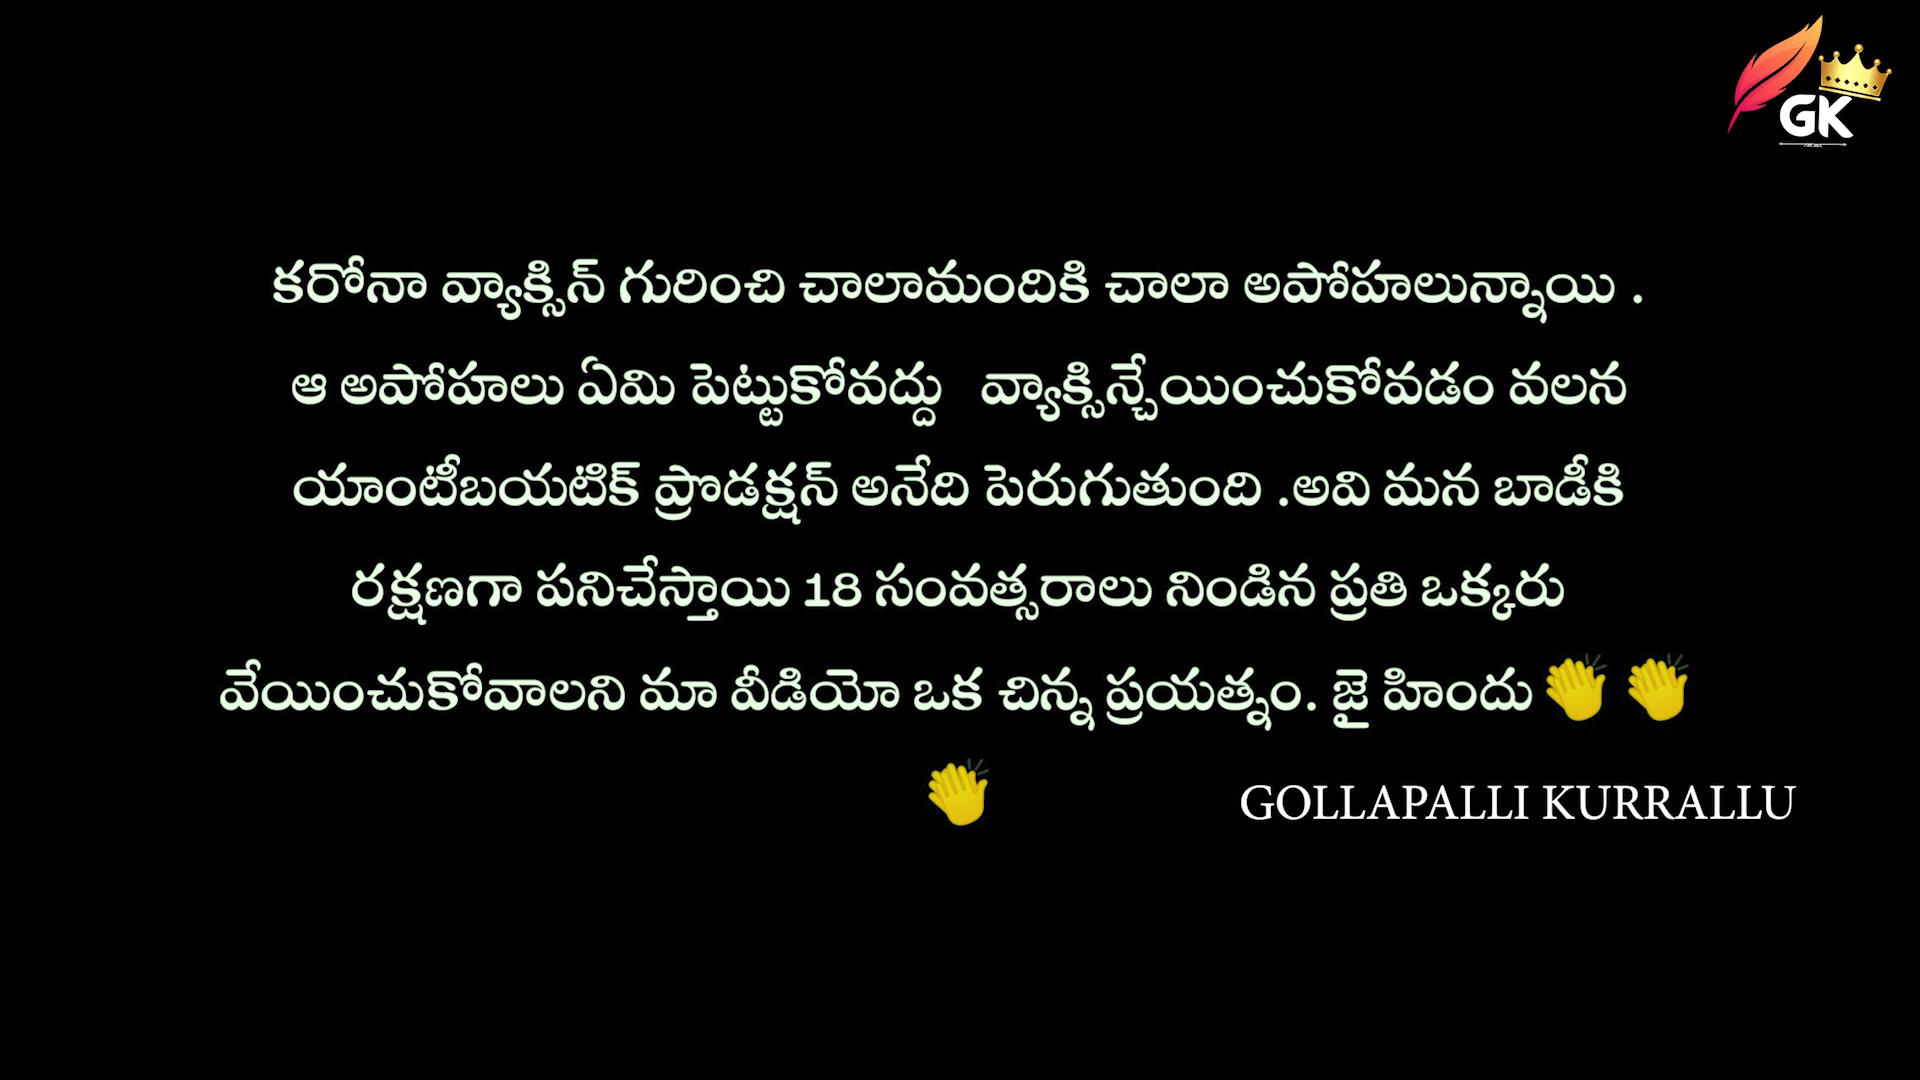 GK
కరోనా వ్యాక్సిన్ గురించి చాలామందికి చాలా అపోహలున్నాయి .
ఆ అపోహలు ఏమి పెట్టుకోవద్దు వ్యాక్సిన్చేయించుకోవడం వలన
యాంటీబయటిక్ ప్రొడక్షన్ అనేది పెరుగుతుంది .అవి మన బాడీకి
రక్షణగా పనిచేస్తాయి 18 సంవత్సరాలు నిండిన ప్రతి ఒక్కరు
వేయించుకోవాలని మా వీడియో ఒక చిన్న ప్రయత్నం. జై హిందు👏 👏
👏
GOLLAPALLI KURRALLU